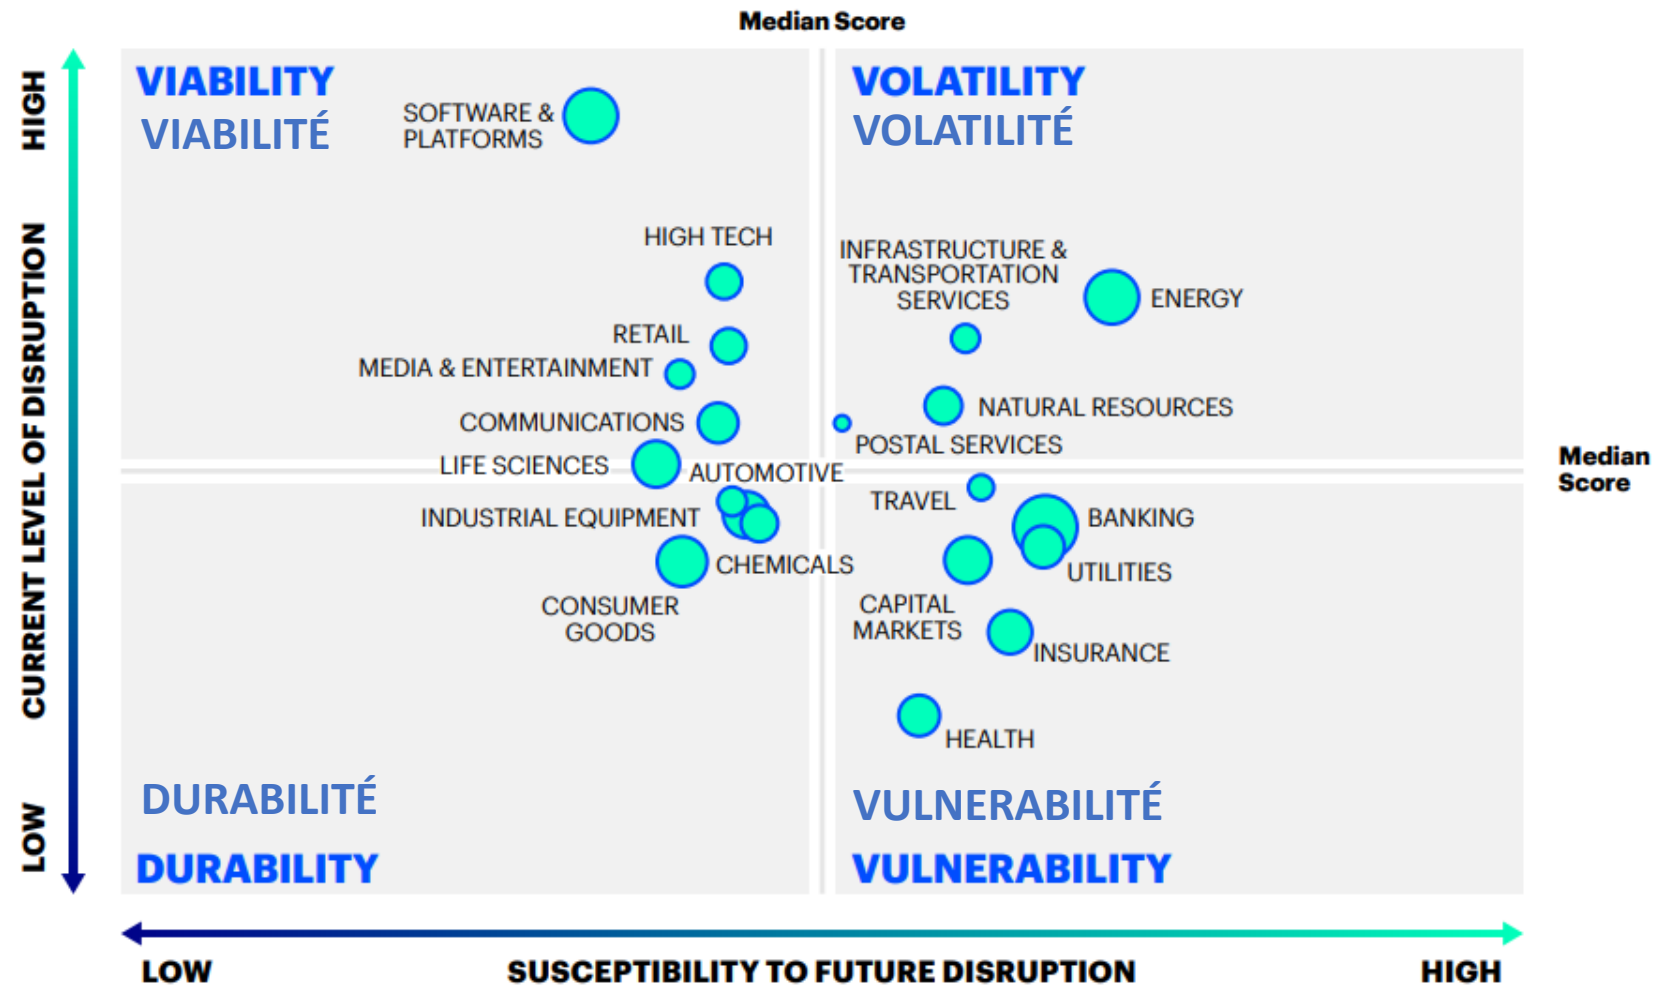 Median Score
HIGH
CURRENT LEVEL OF DISRUPTION
LOW
VIABILITY
VIABILITÉ
SOFTWARE &
PLATFORMS
HIGH TECH
RETAIL
MEDIA & ENTERTAINMENT
COMMUNICATIONS
LIFE SCIENCES
VOLATILITY
VOLATILITÉ
INFRASTRUCTURE &
TRANSPORTATION
SERVICES
ENERGY
NATURAL RESOURCES
POSTAL SERVICES
Median
Score
AUTOMOTIVE
INDUSTRIAL EQUIPMENT
CHEMICALS
CONSUMER
GOODS
DURABILITÉ
DURABILITY
TRAVEL
BANKING
UTILITIES
CAPITAL
MARKETS
INSURANCE
HEALTH
VULNERABILITÉ
VULNERABILITY
LOW
SUSCEPTIBILITY TO FUTURE DISRUPTION
HIGH